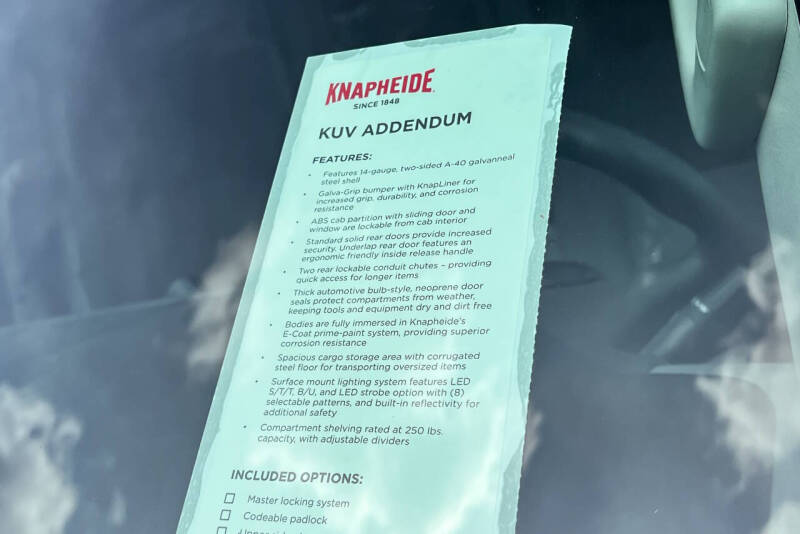 KNAPHEIDE
SINCE 1848
KUV ADDENDUM
FEATURES:
• Features 14-gauge, two-sided A-40 galvanneal
steel shell
• Galva-Grip bumper with KnapLiner for
increased grip, durability, and corrosion
resistance
• ABS cab partition with sliding door and
window are lockable from cab interior
• Standard solid rear doors provide increased
security. Underlap rear door features an
ergonomic friendly inside release handle
• Two rear lockable conduit chutes – providing
quick access for longer items
• Thick automotive bulb-style, neoprene door
seals protect compartments from weather,
keeping tools and equipment dry and dirt free
• Bodies are fully immersed in Knapheide's
E-Coat prime-paint system, providing superior
corrosion resistance
• Spacious cargo storage area with corrugated
steel floor for transporting oversized items
• Surface mount lighting system features LED
S/T/T, B/U, and LED strobe option with (8)
selectable patterns, and built-in reflectivity for
additional safety
• Compartment shelving rated at 250 lbs.
capacity, with adjustable dividers
INCLUDED OPTIONS:
☐ Master locking system
☐ Codeable padlock